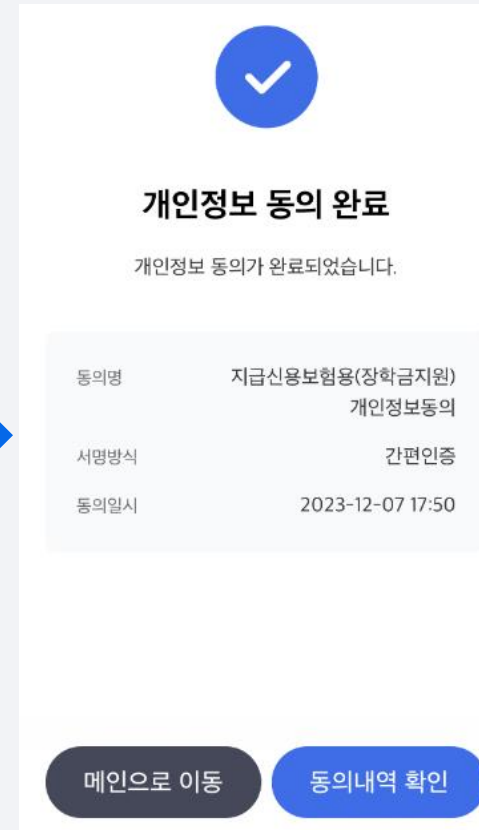 개인정보 동의 완료
개인정보 동의가 완료되었습니다.
동의명 지급신용보험용(장학금지원)
개인정보동의
서명방식 간편인증
동의일시 2023-12-07 17:50
메인으로 이동 동의내역 확인